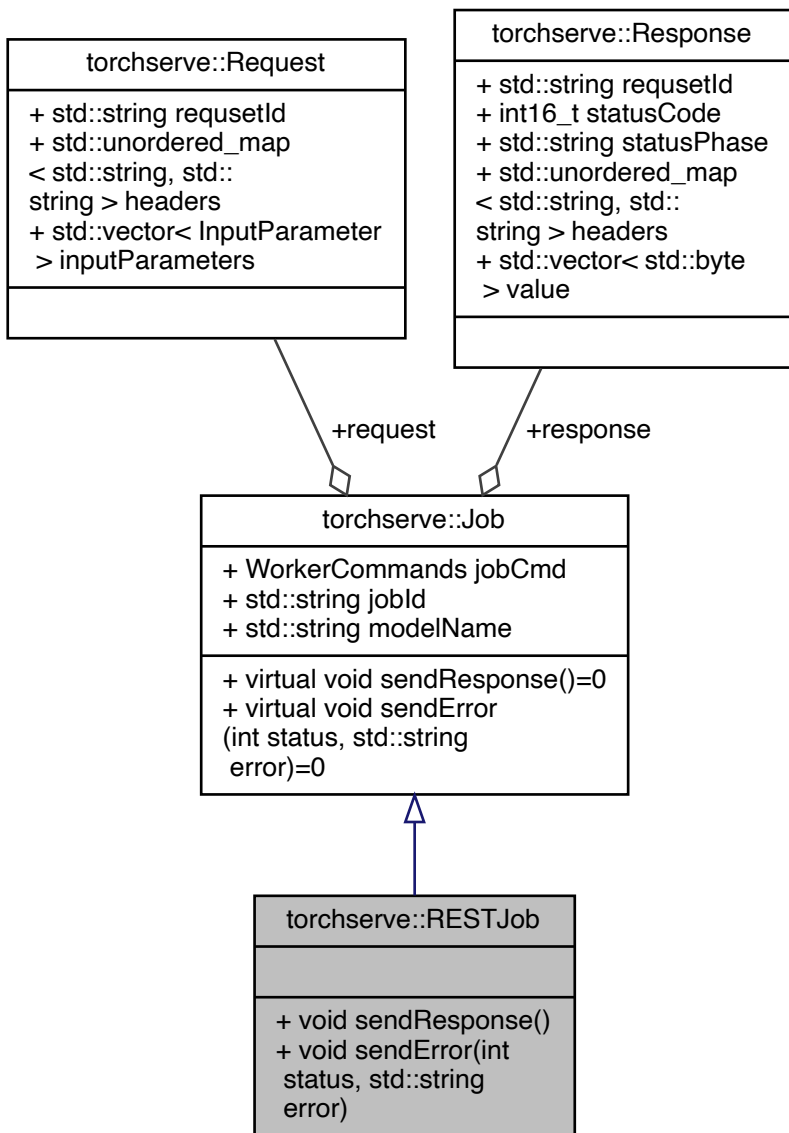 torchserve::Request
+ std::string requsetId
+ std::unordered_map
< std::string, std::
string > headers
+ std::vector< InputParameter
> inputParameters
torchserve::Response
+ std::string requsetId
+ int16_t statusCode
+ std::string statusPhase
+ std::unordered_map
< std::string, std::
string > headers
+ std::vector< std::byte
> value
+request
+response
torchserve::Job
+ WorkerCommands jobCmd
+ std::string jobId
+ std::string modelName
+ virtual void sendResponse()=0
+ virtual void sendError
(int status, std::string
error)=0
torchserve::RESTJob
+ void sendResponse()
+ void sendError(int
status, std::string
error)